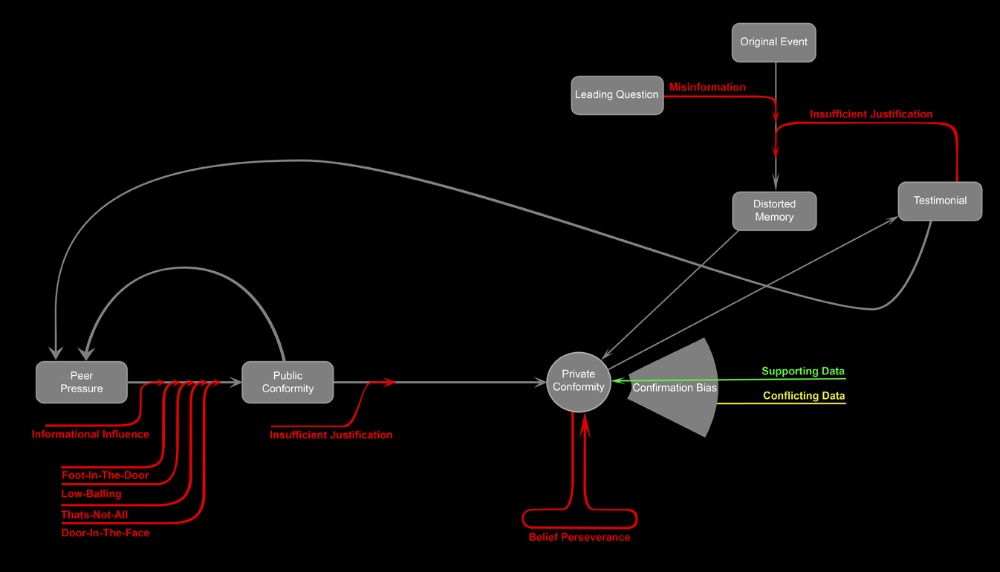 Original Event
Leading Question
Misinformation
Insufficient Justification
Distorted
Memory
Testimonial
Peer
Pressure
Public
Conformity
Private
Conformity
Confirmation Bias
Supporting Data
Conflicting Data
Informational Influence
Insufficient Justification
Foot-In-The-Door
Low-Balling
Thats-Not-All
Door-In-The-Face
Belief Perseverance